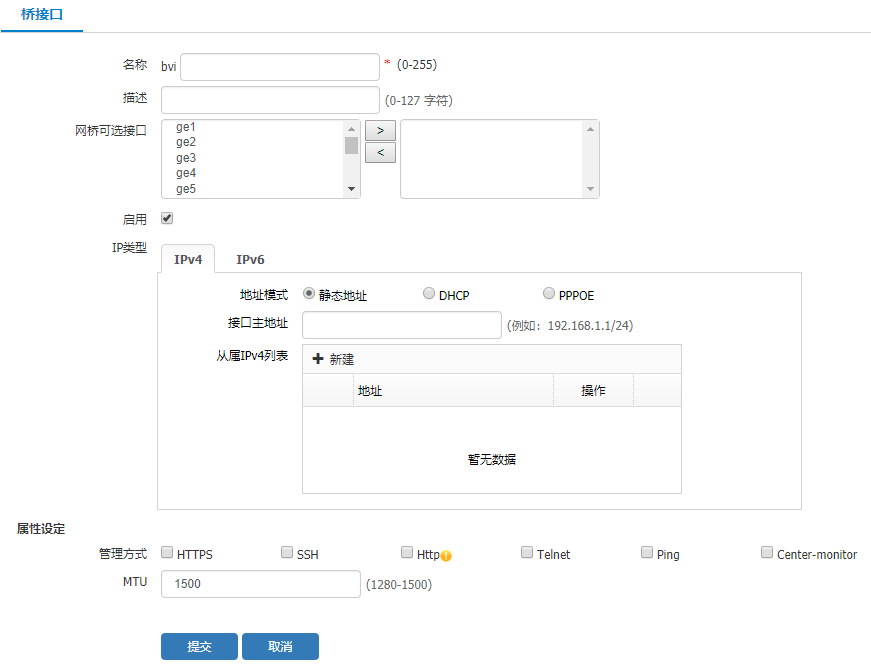 桥接口
名称 bvi * (0-255)
描述 (0-127 字符)
网桥可选接口
ge1
ge2
ge3
ge4
ge5
>
<
启用
IP类型
IPv4 IPv6
地址模式 静态地址 DHCP PPPOE
接口主地址 (例如：192.168.1.1/24)
从属IPv4列表 新建
地址 操作
暂无数据
属性设定
管理方式 HTTPS SSH Http Telnet Ping Center-monitor
MTU 1500 (1280-1500)
提交 取消